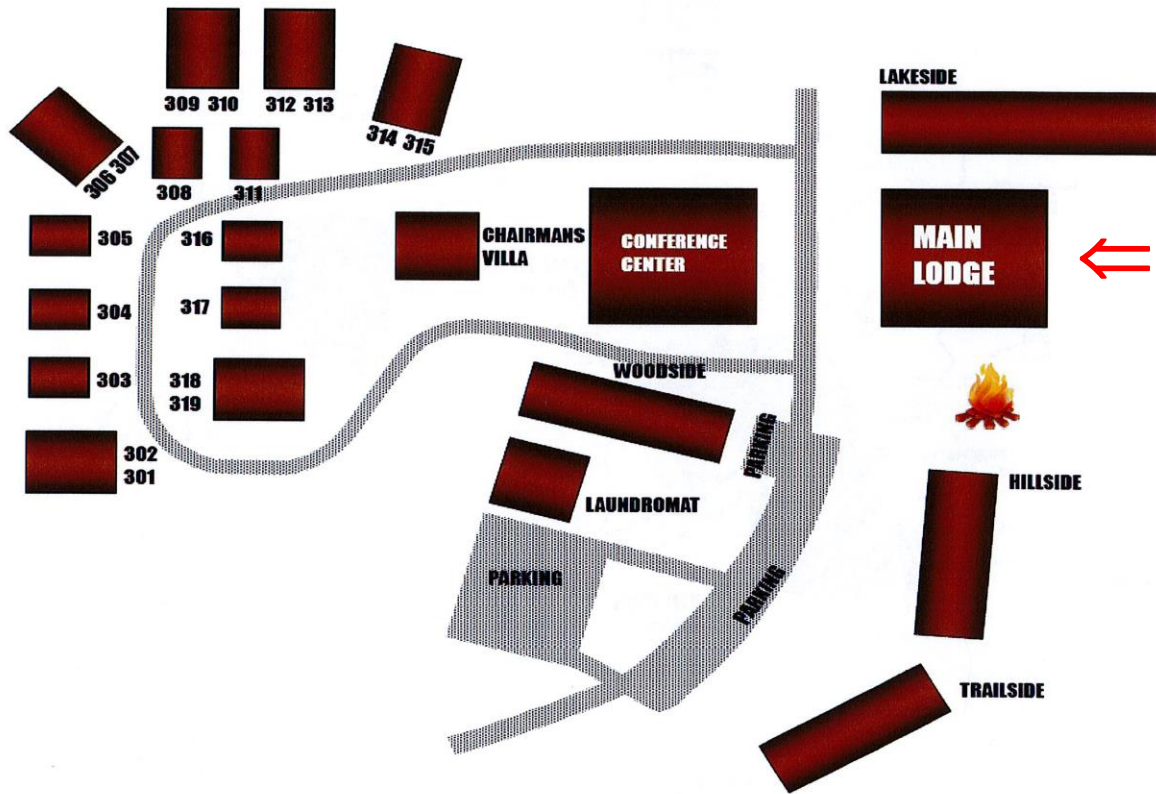 LAKESIDE
309 310
312 313
314 315
306 307
308
311
305
316
CHAIRMANS
VILLA
CONFERENCE
CENTER
MAIN
LODGE
304
317
303
318
319
WOODSIDE
PARKING
302
301
HILLSIDE
LAUNDROMAT
PARKING
PARKING
TRAILSIDE